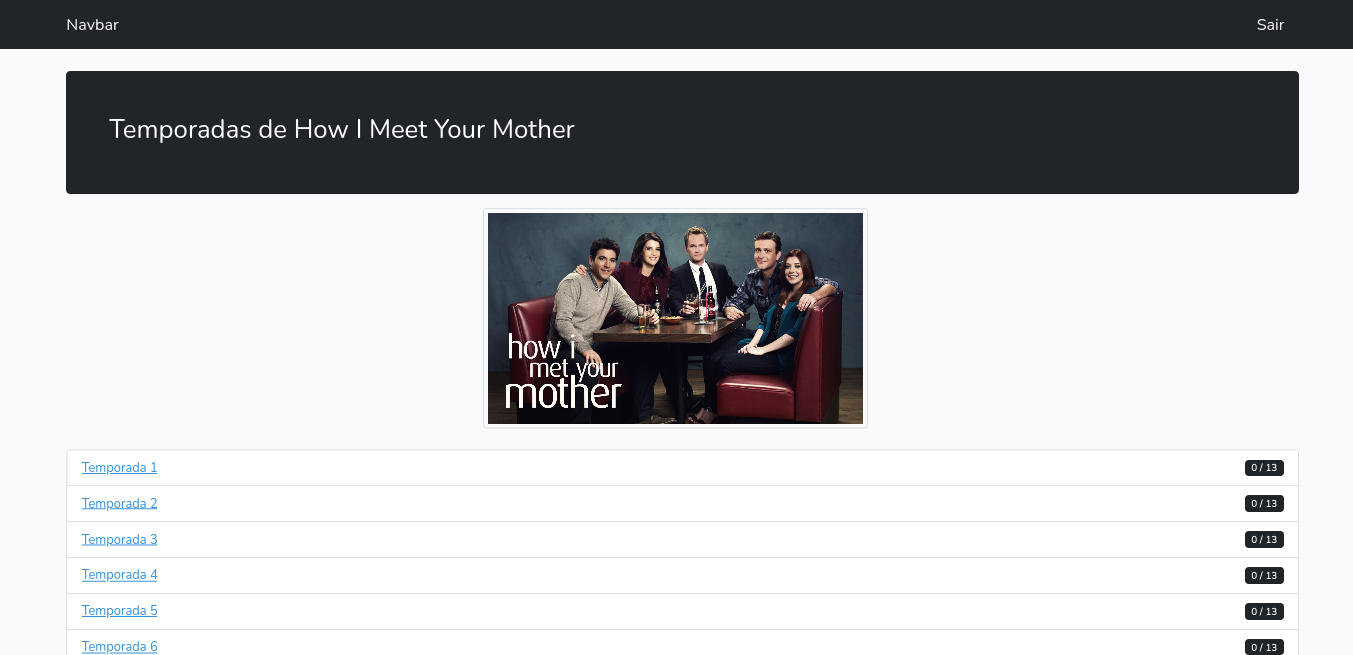 Navbar
Sair
Temporadas de How I Meet Your Mother
how i
met your
mother
Temporada 1 0 / 13
Temporada 2 0 / 13
Temporada 3 0 / 13
Temporada 4 0 / 13
Temporada 5 0 / 13
Temporada 6 0 / 13